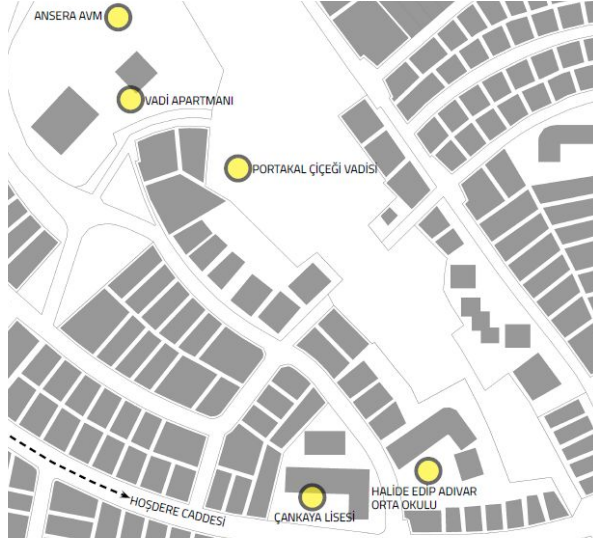 ANSERA AVM
VADİ APARTMANI
PORTAKAL ÇİÇEĞİ VADİSİ
HALİDE EDİP ADIVAR
ORTA OKULU
HOŞDERE CADDESİ
ÇANKAYA LİSESİ